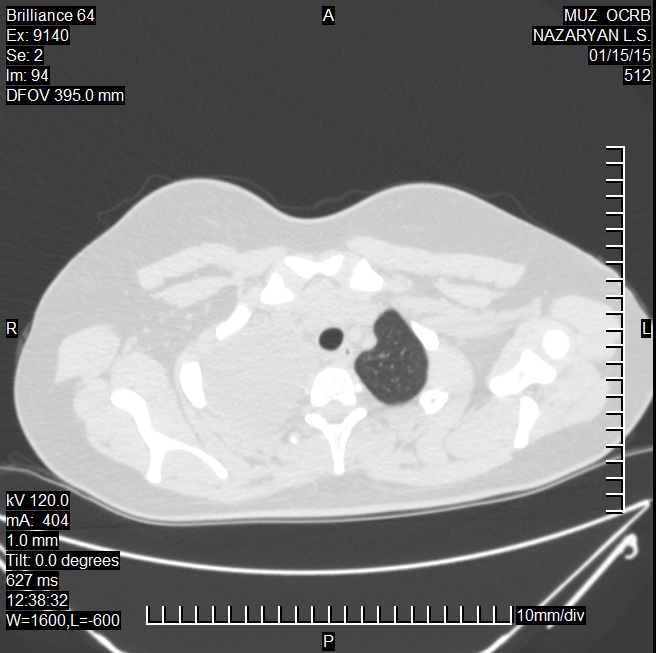 Brilliance 64
Ex: 9140
Se: 2
Im: 94
DFOV 395.0 mm
A
MUZ OCRB
NAZARYAN L.S.
01/15/15
512
R
L
kV 120.0
mA: 404
1.0 mm
Tilt: 0.0 degrees
627 ms
12:38:32
W=1600,L=-600
10mm/div
P